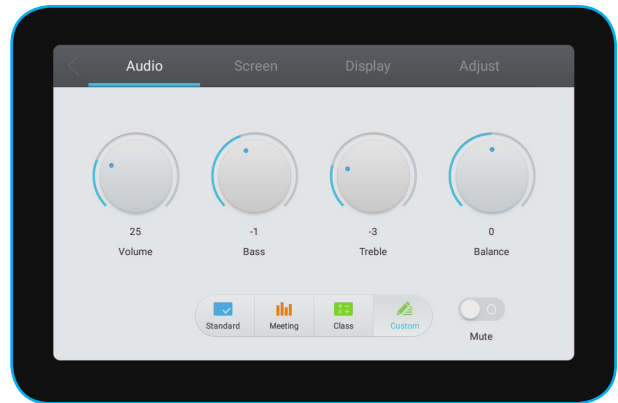 Audio Screen Display Adjust
25 -1 -3 0
Volume Bass Treble Balance
Standard Meeting Class Custom
Mute